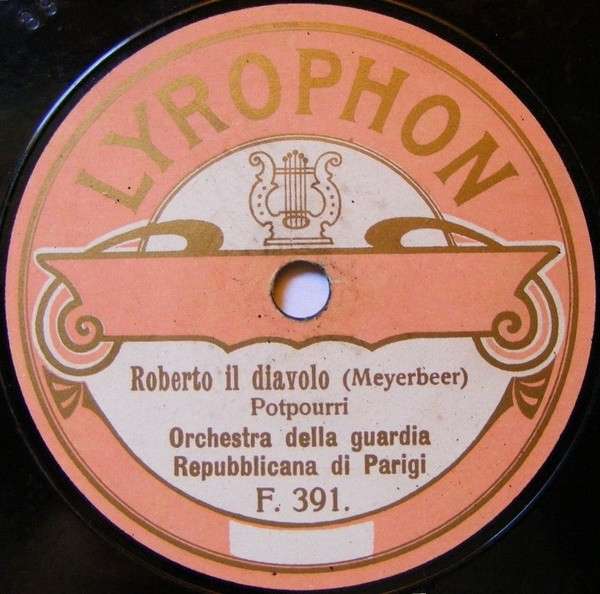 LYROPHON
Roberto il diavolo (Meyerbeer)
Potpourri
Orchestra della guardia
Repubblicana di Parigi
F. 391.